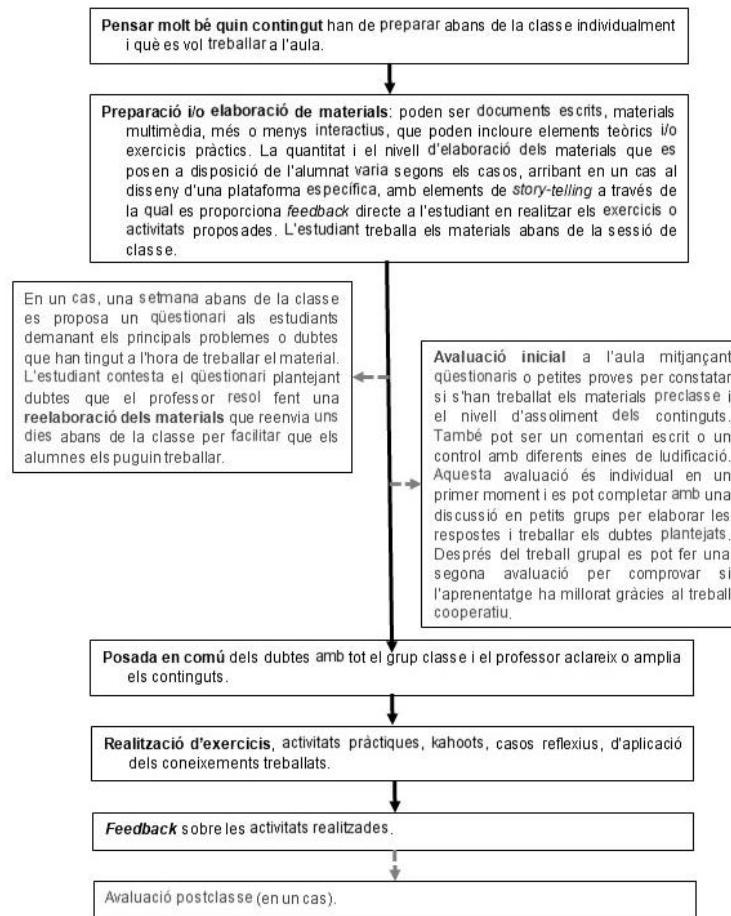 Pensar molt bé quin contingut han de preparar abans de la classe individualment
i què es vol treballar a l'aula.
Preparació i/o elaboració de materials: poden ser documents escrits, materials
multimèdia, més o menys interactius, que poden incloure elements teòrics i/o
exercicis pràctics. La quantitat i el nivell d'elaboració dels materials que es
posen a disposició de l'alumnat varia segons els casos, arribant en un cas al
disseny d'una plataforma específica, amb elements de story-telling a través de
la qual es proporciona feedback directe a l'estudiant en realitzar els exercicis o
activitats proposades. L'estudiant treballa els materials abans de la sessió de
classe.
En un cas, una setmana abans de la classe
es proposa un qüestionari als estudiants
demanant els principals problemes o dubtes
que han tingut a l'hora de treballar el material.
L'estudiant contesta el qüestionari plantejant
dubtes que el professor resol fent una
reelaboració dels materials que reenvia uns
dies abans de la classe per facilitar que els
alumnes els puguin treballar.
Avaluació inicial a l'aula mitjançant
qüestionaris o petites proves per constatar
si s'han treballat els materials preclasse i
el nivell d'assoliment dels continguts.
També pot ser un comentari escrit o un
control amb diferents eines de ludificació.
Aquesta avaluació és individual en un
primer moment i es pot completar amb una
discussió en petits grups per elaborar les
respostes i treballar els dubtes plantejats.
Després del treball grupal es pot fer una
segona avaluació per comprovar si
l'aprenentatge ha millorat gràcies al treball
cooperatiu.
Posada en comú dels dubtes amb tot el grup classe i el professor aclareix o amplia
els continguts.
Realització d'exercicis, activitats pràctiques, kahoots, casos reflexius, d'aplicació
dels coneixements treballats.
Feedback sobre les activitats realitzades.
Avaluació postclasse (en un cas).